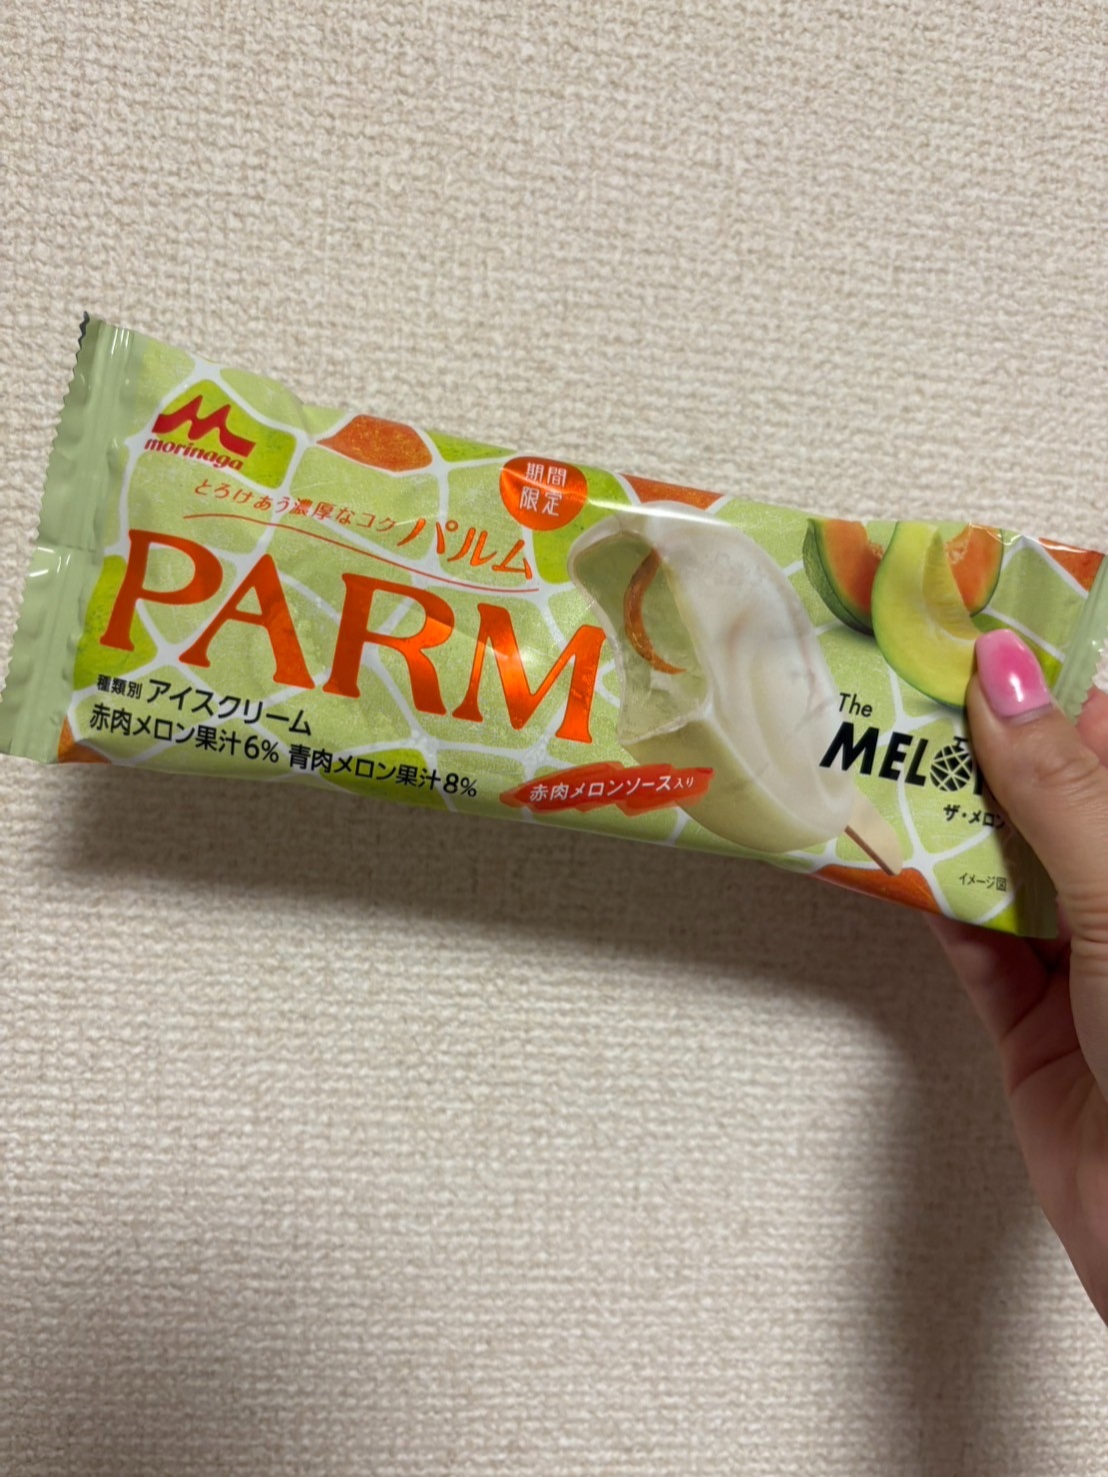 morinaga
期間
限定
とろけあう濃厚なコク パルム
PARM
種類別 アイスクリーム
赤肉メロン果汁6% 青肉メロン果汁8%
赤肉メロンソース入り
The
ザ・メロン
イメージ図